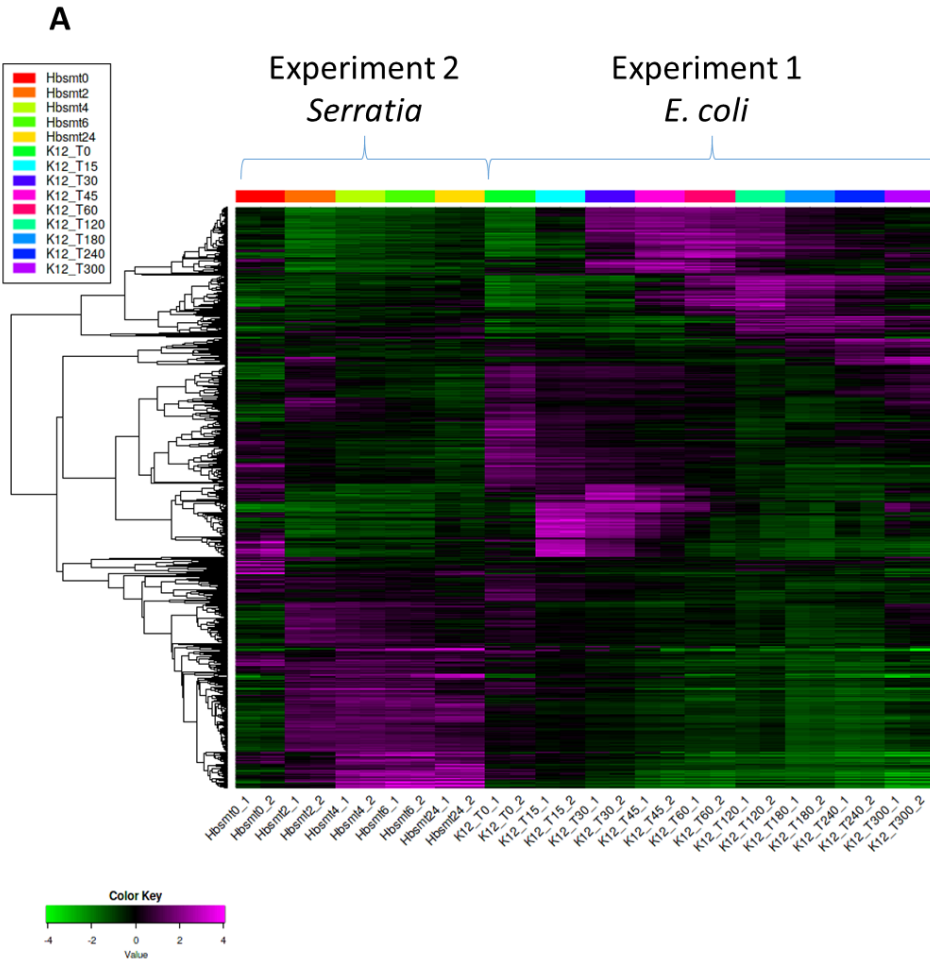 A
Experiment 2
Serratia
Experiment 1
E. coli
Hbsmt0
Hbsmt2
Hbsmt4
Hbsmt6
Hbsmt24
K12_T0
K12_T15
K12_T30
K12_T45
K12_T60
K12_T120
K12_T180
K12_T240
K12_T300
Hbsmt0_1
Hbsmt0_2
Hbsmt2_1
Hbsmt2_2
Hbsmt4_1
Hbsmt4_2
Hbsmt6_1
Hbsmt6_2
Hbsmt24_1
Hbsmt24_2
K12_T0_1
K12_T0_2
K12_T15_1
K12_T15_2
K12_T30_1
K12_T30_2
K12_T45_1
K12_T45_2
K12_T60_1
K12_T60_2
K12_T120_1
K12_T120_2
K12_T180_1
K12_T180_2
K12_T240_1
K12_T240_2
K12_T300_1
K12_T300_2
Color Key
-4 -2 0 2 4
Value